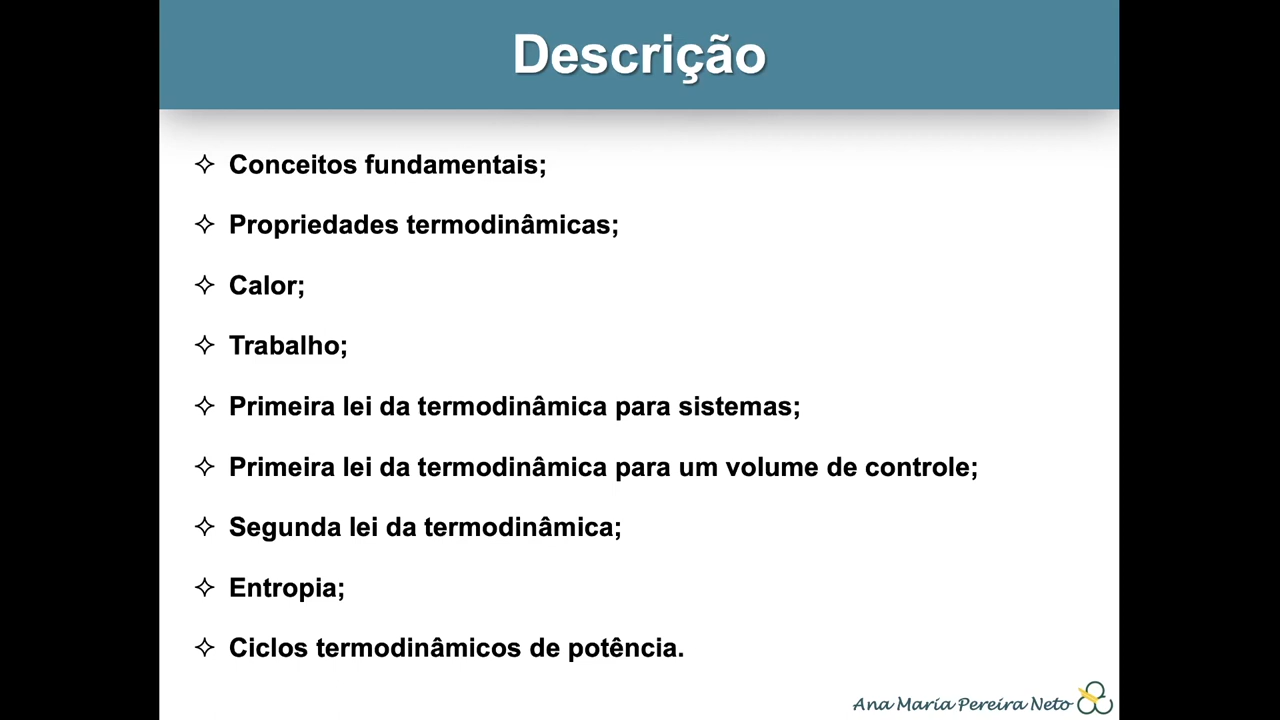 Descrição
Conceitos fundamentais;
Propriedades termodinâmicas;
Calor;
Trabalho;
Primeira lei da termodinâmica para sistemas;
Primeira lei da termodinâmica para um volume de controle;
Segunda lei da termodinâmica;
Entropia;
Ciclos termodinâmicos de potência.
Ana Maria Pereira Neto